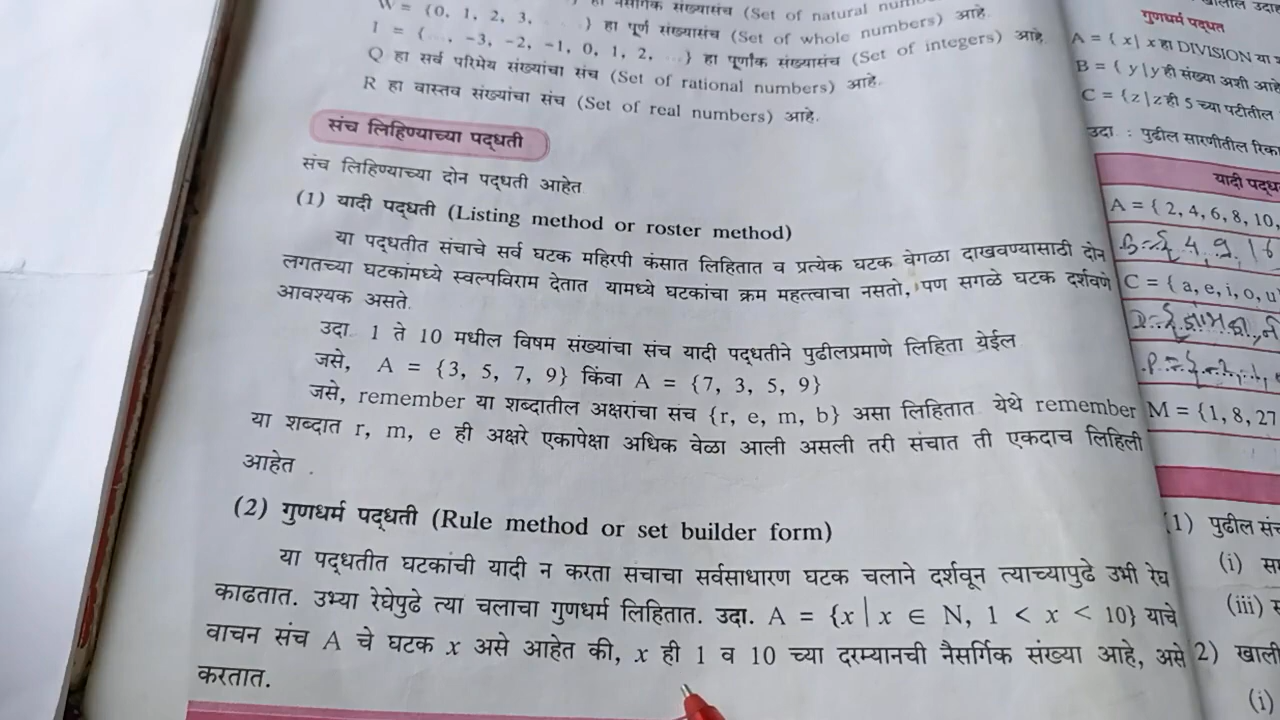 हा नैसर्गिक संख्यासंच (Set of natural
W = {0, 1, 2, 3, } हा पूर्ण संख्यासंच (Set of whole numbers) आहे.
I = {..., -3, -2, -1, 0, 1, 2, ...} हा पूर्णांक संख्यासंच (Set of integers) आहे.
Q हा सर्व परिमेय संख्यांचा संच (Set of rational numbers) आहे.
R हा वास्तव संख्यांचा संच (Set of real numbers) आहे.
संच लिहिण्याच्या पद्धती
संच लिहिण्याच्या दोन पद्धती आहेत
(1) यादी पद्धती (Listing method or roster method)
या पद्धतीत संचाचे सर्व घटक महिरपी कंसात लिहितात व प्रत्येक घटक वेगळा दाखवण्यासाठी दोन
लगतच्या घटकांमध्ये स्वल्पविराम देतात यामध्ये घटकांचा क्रम महत्त्वाचा नसतो, पण सगळे घटक दर्शवणे
आवश्यक असते.
उदा. 1 ते 10 मधील विषम संख्यांचा संच यादी पद्धतीने पुढीलप्रमाणे लिहिता येईल
जसे, A = {3, 5, 7, 9} किंवा A = {7, 3, 5, 9}
जसे, remember या शब्दातील अक्षरांचा संच {r, e, m, b} असा लिहितात येथे remember
या शब्दात r, m, e ही अक्षरे एकापेक्षा अधिक वेळा आली असली तरी संचात ती एकदाच लिहिली
आहेत .
(2) गुणधर्म पद्धती (Rule method or set builder form)
या पद्धतीत घटकांची यादी न करता संचाचा सर्वसाधारण घटक चलाने दर्शवून त्याच्यापुढे उभी रेघ
काढतात. उभ्या रेघेपुढे त्या चलाचा गुणधर्म लिहितात. उदा. A = {x | x ∈ N, 1 < x < 10} याचे
वाचन संच A चे घटक x असे आहेत की, x ही 1 व 10 च्या दरम्यानची नैसर्गिक संख्या आहे, असे
करतात.
गुणधर्म पद्धत
A = { x | x हा DIVISION या
B = { y | y ही संख्या अशी आहे
C = {z | z ही 5 च्या पटीतील
उदा. : पुढील सारणीतील रिका
यादी पद्ध
A = { 2, 4, 6, 8, 10,
B = { 4, 9, 16
C = { a, e, i, o, u}
M = {1, 8, 27
(1) पुढील संच
(i)
(iii)
2) खाली
(i)